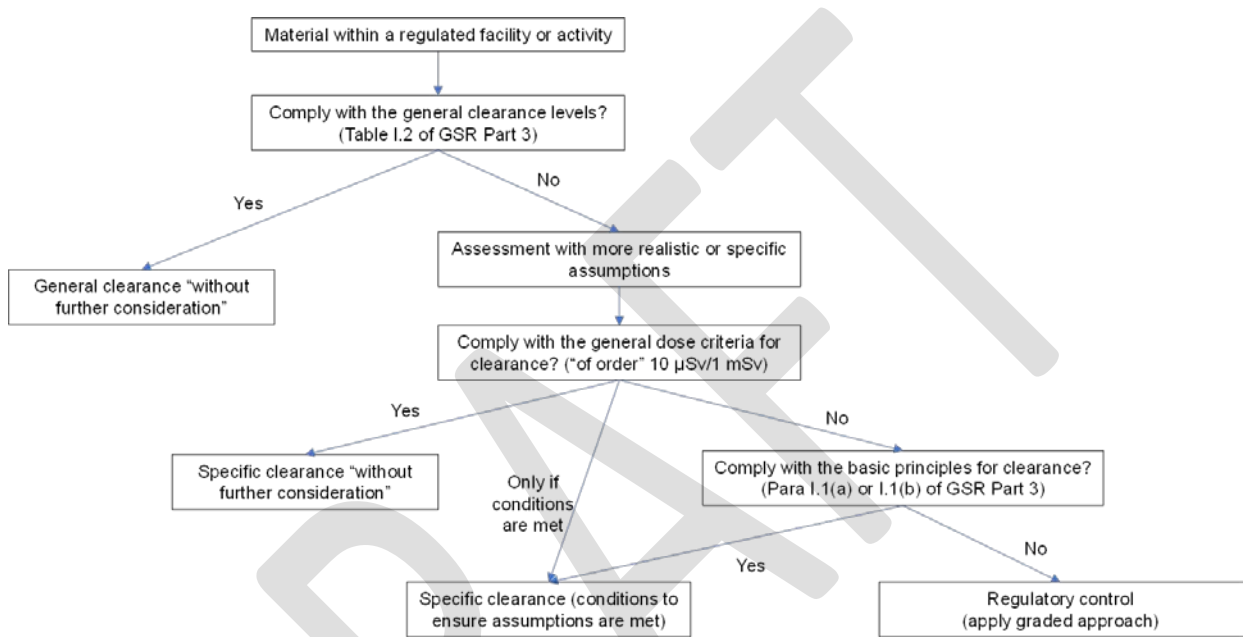 Material within a regulated facility or activity
Comply with the general clearance levels?
(Table I.2 of GSR Part 3)
Yes
No
General clearance “without
further consideration”
Assessment with more realistic or specific
assumptions
Comply with the general dose criteria for
clearance? (“of order” 10 µSv/1 mSv)
Yes
Only if
conditions
are met
No
Specific clearance “without
further consideration”
Comply with the basic principles for clearance?
(Para I.1(a) or I.1(b) of GSR Part 3)
Yes
No
Specific clearance (conditions to
ensure assumptions are met)
Regulatory control
(apply graded approach)
DRAFT